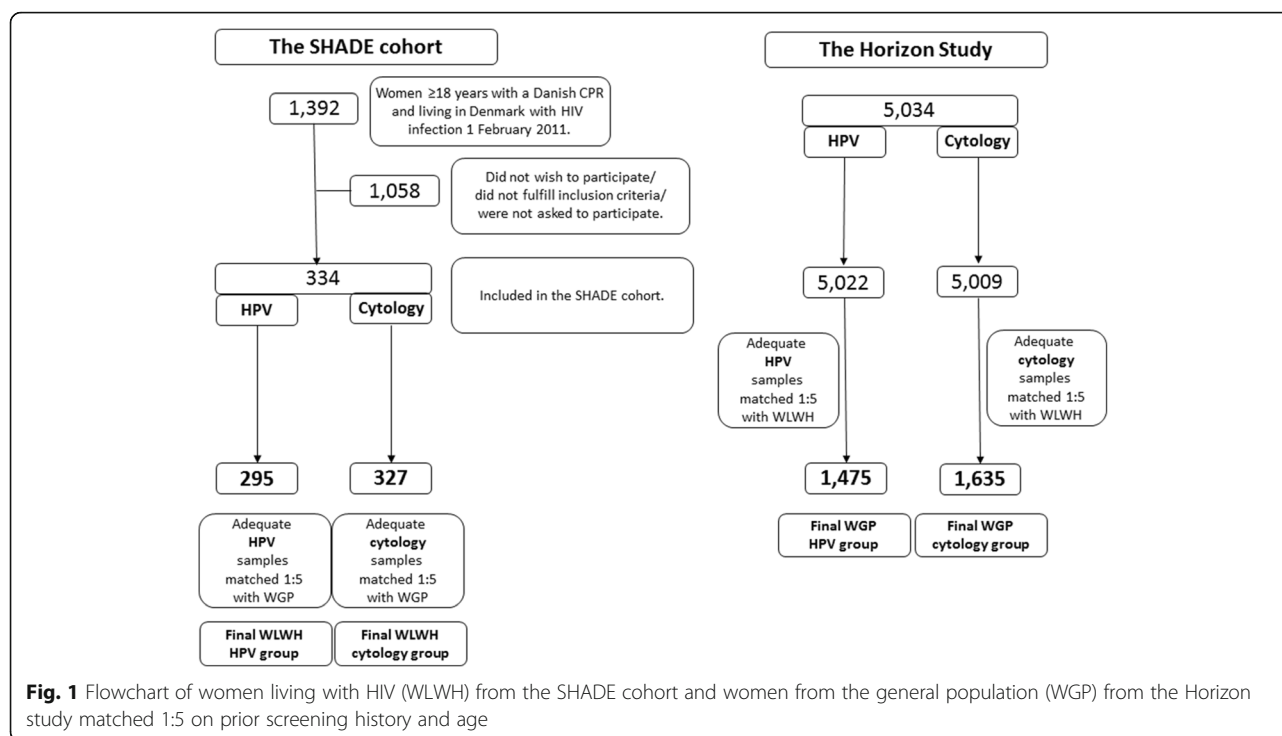 The SHADE cohort
1,392
Women ≥18 years with a Danish CPR
and living in Denmark with HIV
infection 1 February 2011.
1,058
Did not wish to participate/
did not fulfill inclusion criteria/
were not asked to participate.
334
HPV
Cytology
Included in the SHADE cohort.
295
327
Adequate
HPV
samples
matched 1:5
with WGP
Adequate
cytology
samples
matched 1:5
with WGP
Final WLWH
HPV group
Final WLWH
cytology group
The Horizon Study
5,034
HPV
Cytology
5,022
5,009
Adequate
HPV
samples
matched 1:5
with WLWH
Adequate
cytology
samples
matched 1:5
with WLWH
1,475
1,635
Final WGP
HPV group
Final WGP
cytology group
Fig. 1 Flowchart of women living with HIV (WLWH) from the SHADE cohort and women from the general population (WGP) from the Horizon
study matched 1:5 on prior screening history and age